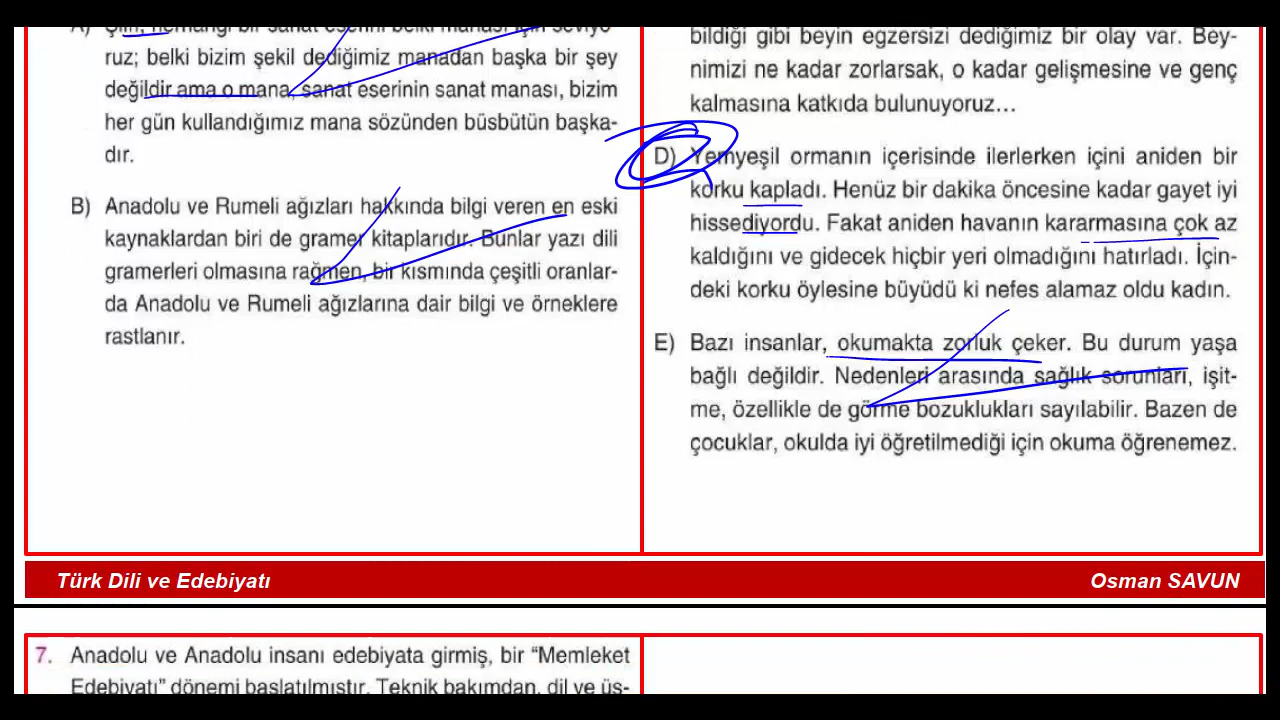 A) Şiiri, herhangi bir sanat eserini belki manası için seviyo-
ruz; belki bizim şekil dediğimiz manadan başka bir şey
değildir ama o mana, sanat eserinin sanat manası, bizim
her gün kullandığımız mana sözünden büsbütün başka-
dır.
B) Anadolu ve Rumeli ağızları hakkında bilgi veren en eski
kaynaklardan biri de gramer kitaplarıdır. Bunlar yazı dili
gramerleri olmasına rağmen, bir kısmında çeşitli oranlar-
da Anadolu ve Rumeli ağızlarına dair bilgi ve örneklere
rastlanır.
bildiği gibi beyin egzersizi dediğimiz bir olay var. Bey-
nimizi ne kadar zorlarsak, o kadar gelişmesine ve genç
kalmasına katkıda bulunuyoruz...
D) Yemyeşil ormanın içerisinde ilerlerken içini aniden bir
korku kapladı. Henüz bir dakika öncesine kadar gayet iyi
hissediyordu. Fakat aniden havanın kararmasına çok az
kaldığını ve gidecek hiçbir yeri olmadığını hatırladı. İçin-
deki korku öylesine büyüdü ki nefes alamaz oldu kadın.
E) Bazı insanlar, okumakta zorluk çeker. Bu durum yaşa
bağlı değildir. Nedenleri arasında sağlık sorunları, işit-
me, özellikle de görme bozuklukları sayılabilir. Bazen de
çocuklar, okulda iyi öğretilmediği için okuma öğrenemez.
Türk Dili ve Edebiyatı
Osman SAVUN
7. Anadolu ve Anadolu insanı edebiyata girmiş, bir “Memleket
Edebiyatı” dönemi başlatılmıştır. Teknik bakımdan, dil ve üs-